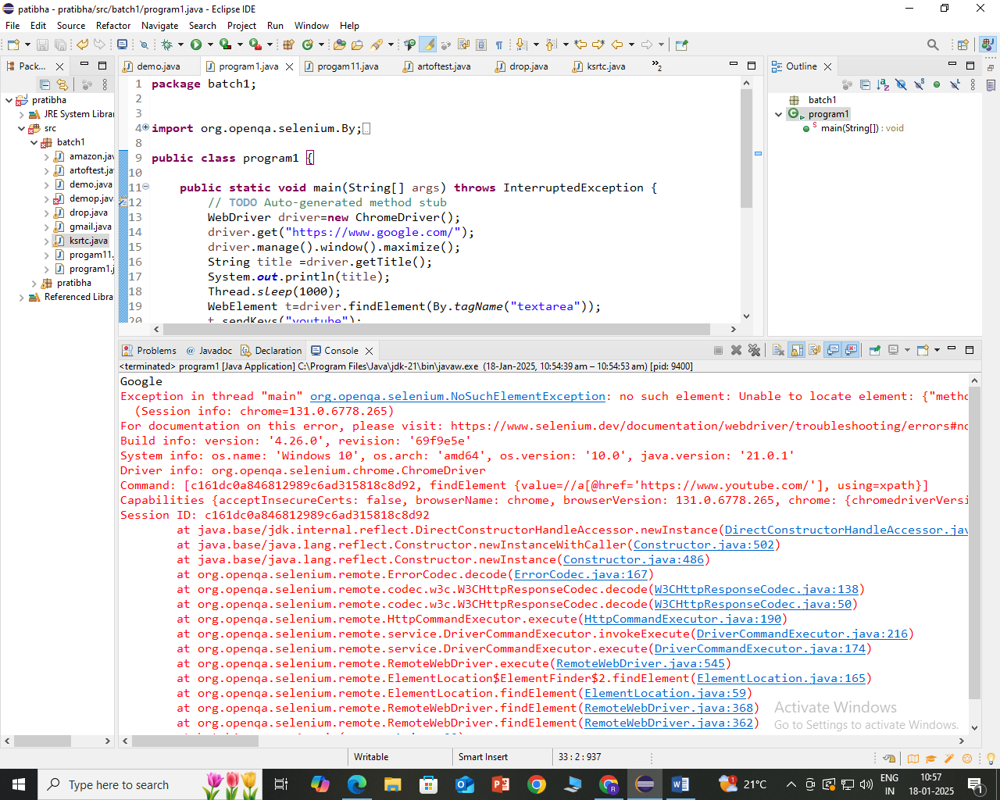 patibha - pratibha/src/batch1/program1.java - Eclipse IDE
File Edit Source Refactor Navigate Search Project Run Window Help
Pack...
demo.java
program1.java
progam11.java
artoftest.java
drop.java
ksrtc.java
»2
Outline
pratibha
JRE System Libra
src
batch1
amazon.jav
artoftest.ja
demo.java
demop.jav
drop.java
gmail.java
ksrtc.java
progam11.
program1.j
pratibha
Referenced Libra
1 package batch1;
2
3
4 import org.openqa.selenium.By;
8
9 public class program1 {
10
11 public static void main(String[] args) throws InterruptedException {
12 // TODO Auto-generated method stub
13 WebDriver driver=new ChromeDriver();
14 driver.get("https://www.google.com/");
15 driver.manage().window().maximize();
16 String title =driver.getTitle();
17 System.out.println(title);
18 Thread.sleep(1000);
19 WebElement t=driver.findElement(By.tagName("textarea"));
20 t.sendKeys("youtube");
batch1
program1
main(String[]) : void
Problems @ Javadoc Declaration Console
<terminated> program1 [Java Application] C:\Program Files\Java\jdk-21\bin\javaw.exe (18-Jan-2025, 10:54:39 am – 10:54:53 am) [pid: 9400]
Google
Exception in thread "main" org.openqa.selenium.NoSuchElementException: no such element: Unable to locate element: {"metho
(Session info: chrome=131.0.6778.265)
For documentation on this error, please visit: https://www.selenium.dev/documentation/webdriver/troubleshooting/errors#no
Build info: version: '4.26.0', revision: '69f9e5e'
System info: os.name: 'Windows 10', os.arch: 'amd64', os.version: '10.0', java.version: '21.0.1'
Driver info: org.openqa.selenium.chrome.ChromeDriver
Command: [c161dc0a846812989c6ad315818c8d92, findElement {value=//a[@href='https://www.youtube.com/'], using=xpath}]
Capabilities {acceptInsecureCerts: false, browserName: chrome, browserVersion: 131.0.6778.265, chrome: {chromedriverVersi
Session ID: c161dc0a846812989c6ad315818c8d92
at java.base/jdk.internal.reflect.DirectConstructorHandleAccessor.newInstance(DirectConstructorHandleAccessor.jav
at java.base/java.lang.reflect.Constructor.newInstanceWithCaller(Constructor.java:502)
at java.base/java.lang.reflect.Constructor.newInstance(Constructor.java:486)
at org.openqa.selenium.remote.ErrorCodec.decode(ErrorCodec.java:167)
at org.openqa.selenium.remote.codec.w3c.W3CHttpResponseCodec.decode(W3CHttpResponseCodec.java:138)
at org.openqa.selenium.remote.codec.w3c.W3CHttpResponseCodec.decode(W3CHttpResponseCodec.java:50)
at org.openqa.selenium.remote.HttpCommandExecutor.execute(HttpCommandExecutor.java:190)
at org.openqa.selenium.remote.service.DriverCommandExecutor.invokeExecute(DriverCommandExecutor.java:216)
at org.openqa.selenium.remote.service.DriverCommandExecutor.execute(DriverCommandExecutor.java:174)
at org.openqa.selenium.remote.RemoteWebDriver.execute(RemoteWebDriver.java:545)
at org.openqa.selenium.remote.ElementLocation$ElementFinder$2.findElement(ElementLocation.java:165)
at org.openqa.selenium.remote.ElementLocation.findElement(ElementLocation.java:59)
at org.openqa.selenium.remote.RemoteWebDriver.findElement(RemoteWebDriver.java:368)
at org.openqa.selenium.remote.RemoteWebDriver.findElement(RemoteWebDriver.java:362)
Activate Windows
Go to Settings to activate Windows.
Writable Smart Insert 33 : 2 : 937
Type here to search
21°C
ENG
IN
10:57
18-01-2025
1